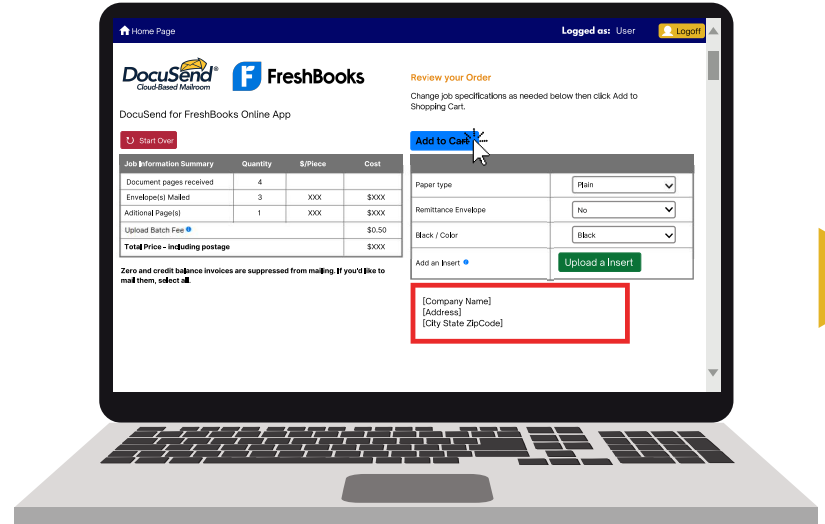 Home Page
Logged as: User
Logoff
DocuSend®
Cloud-Based Mailroom
FreshBooks
DocuSend for FreshBooks Online App
Start Over
Job Information Summary Quantity $/Piece Cost
Document pages received 4
Envelope(s) Mailed 3 XXX $XXX
Aditional Page(s) 1 XXX $XXX
Upload Batch Fee $0.50
Total Price – including postage $XXX
Zero and credit balance invoices are suppressed from mailing. If you'd like to
mail them, select all.
Review your Order
Change job specifications as needed below then click Add to
Shopping Cart.
Add to Cart
Paper type Plain
Remittance Envelope No
Black / Color Black
Add an Insert Upload a Insert
[Company Name]
[Address]
[City State ZipCode]